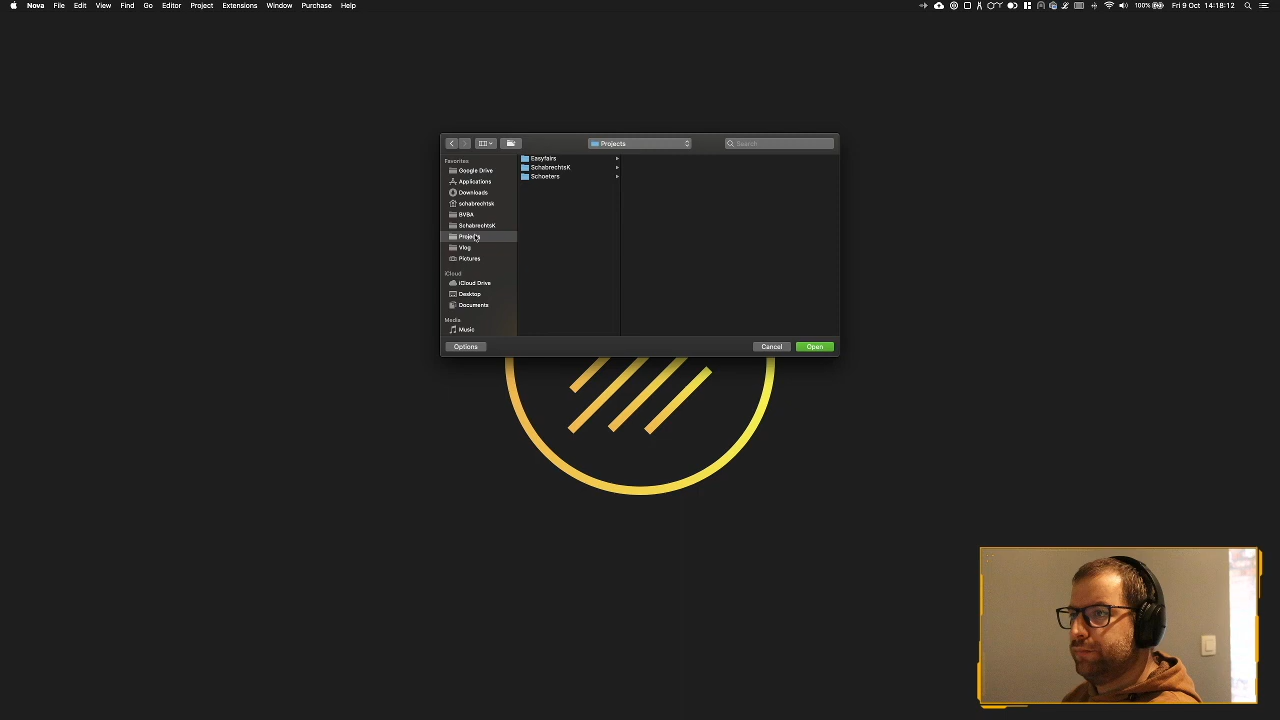 Nova File Edit View Find Go Editor Project Extensions Window Purchase Help 100% Fri 9 Oct 14:18:12
Projects Search
Favorites
Google Drive
Applications
Downloads
schabrechtsk
BVBA
SchabrechtsK
Projects
Vlog
Pictures
iCloud
iCloud Drive
Desktop
Documents
Media
Music
Easyfairs
SchabrechtsK
Schoeters
Options Cancel Open